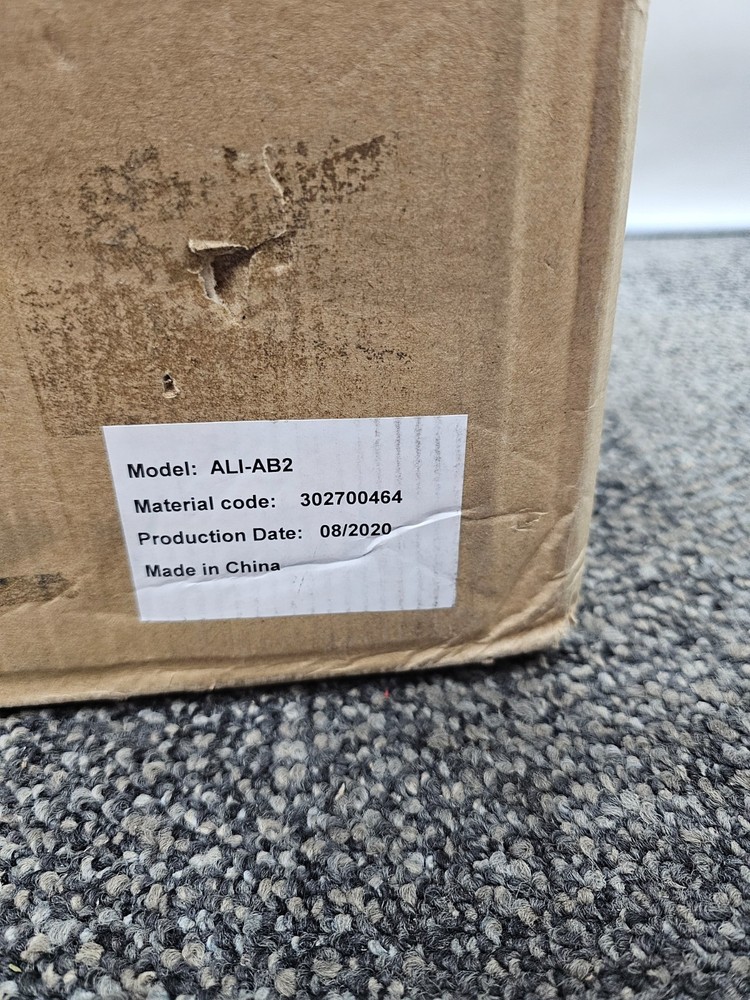 Model: ALI-AB2
Material code: 302700464
Production Date: 08/2020
Made in China